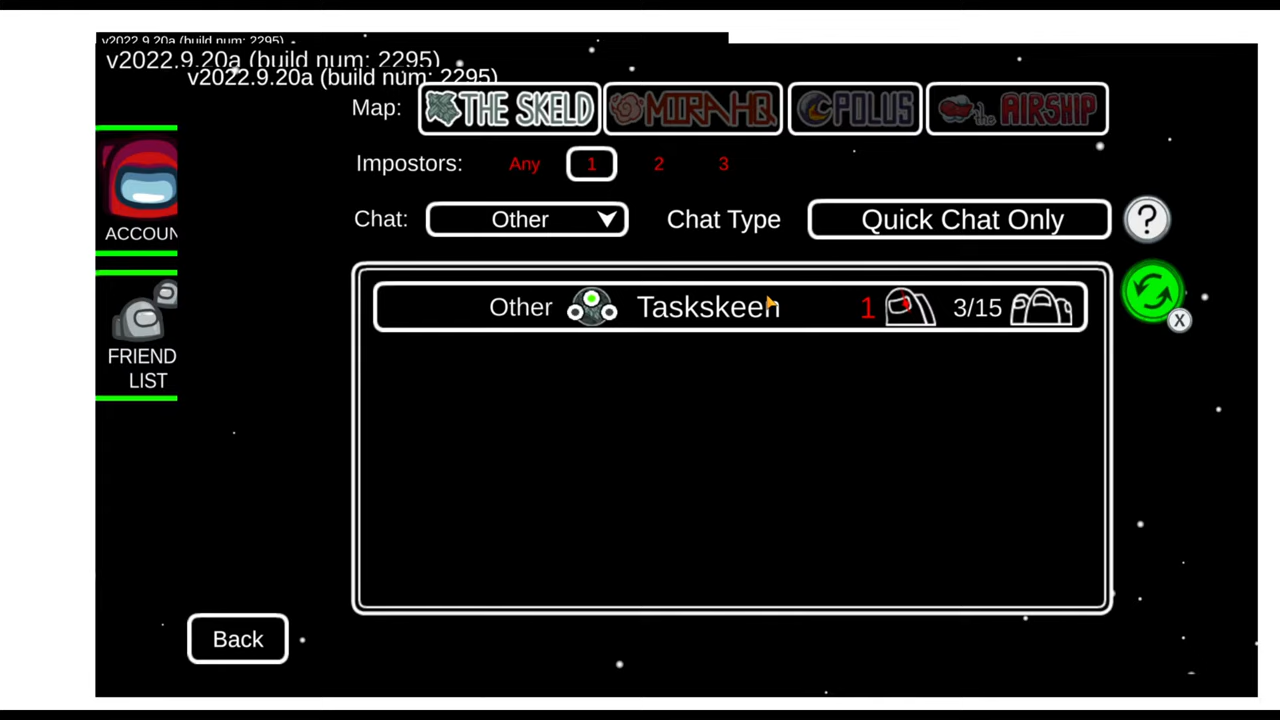 v2022.9.20a (build num: 2295)
v2022.9.20a (build num: 2295)
v2022.9.20a (build num: 2295)
Map: THE SKELD MIRA HQ POLUS the AIRSHIP
Impostors: Any 1 2 3
Chat: Other Chat Type Quick Chat Only ?
ACCOUN
Other Taskskeen 1 3/15
X
FRIEND
LIST
Back